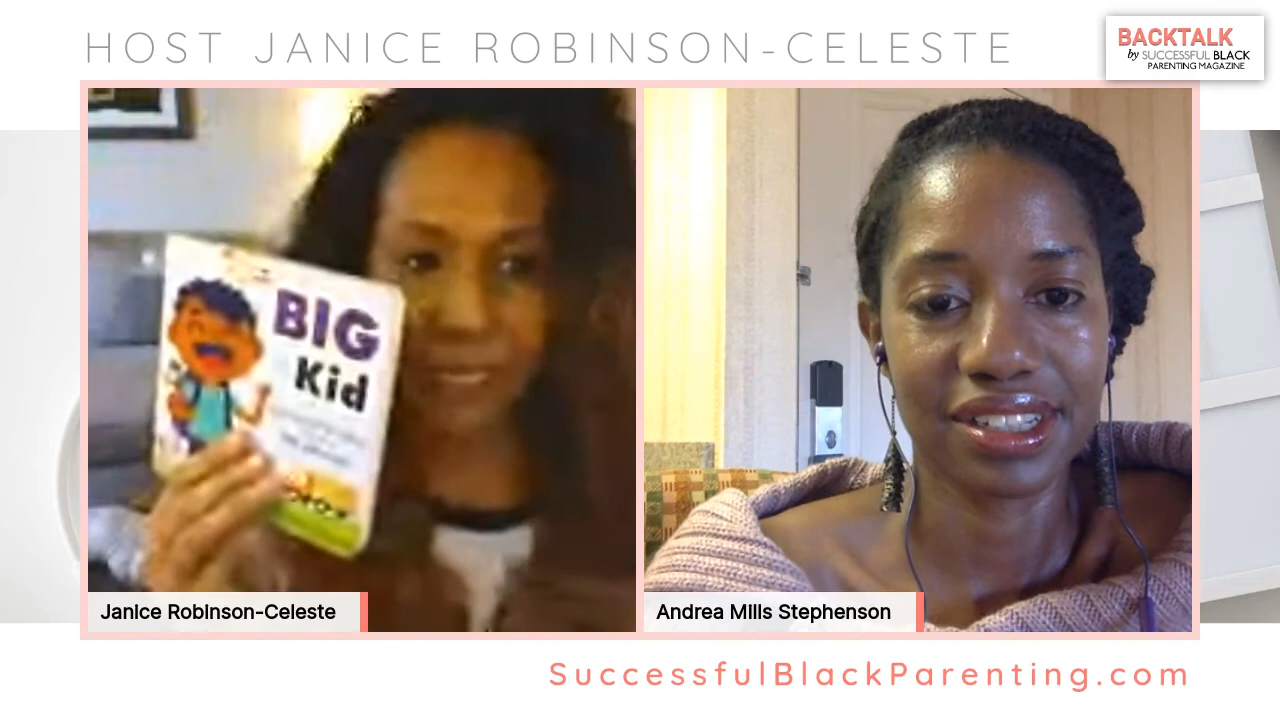 HOST JANICE ROBINSON-CELESTE
BACKTALK
by SUCCESSFUL BLACK
PARENTING MAGAZINE
BIG
Kid
Janice Robinson-Celeste
Andrea Mills Stephenson
SuccessfulBlackParenting.com